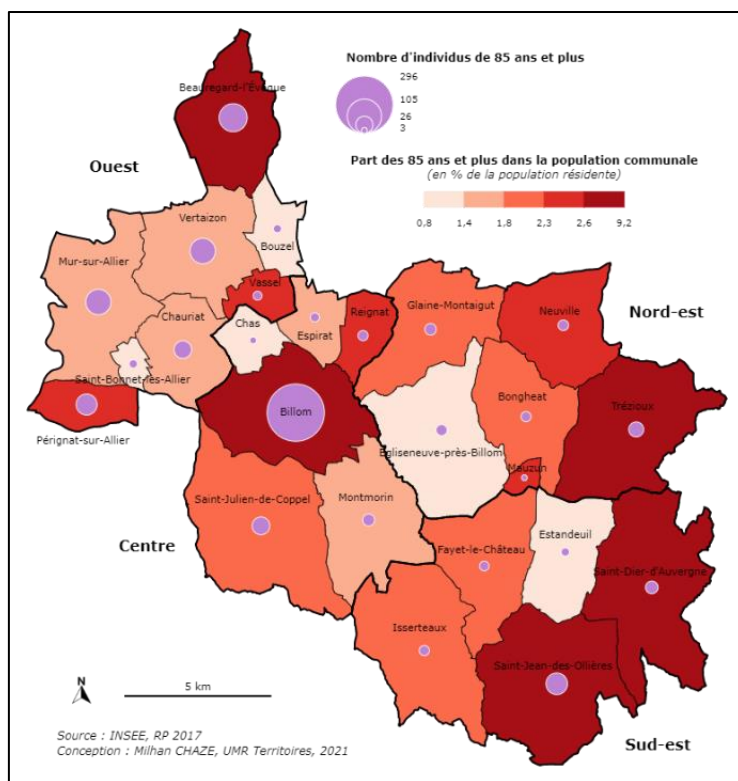 Nombre d'individus de 85 ans et plus
296
105
26
3
Part des 85 ans et plus dans la population communale
(en % de la population résidente)
0,8
1,4
1,8
2,3
2,6
9,2
Ouest
Beauregard-l'Évêque
Vertaizon
Bouzel
Mur-sur-Allier
Vassel
Chauriat
Chas
Espirat
Reignat
Glaine-Montaigut
Neuville
Nord-est
Saint-Bonnet-lès-Allier
Pérignat-sur-Allier
Billom
Bongheat
Trézioux
Égliseneuve-près-Billom
Mauzun
Saint-Julien-de-Coppel
Montmorin
Centre
Fayet-le-Château
Estandeuil
Saint-Dier-d'Auvergne
Isserteaux
Saint-Jean-des-Ollières
Sud-est
N
5 km
Source : INSEE, RP 2017
Conception : Milhan CHAZE, UMR Territoires, 2021